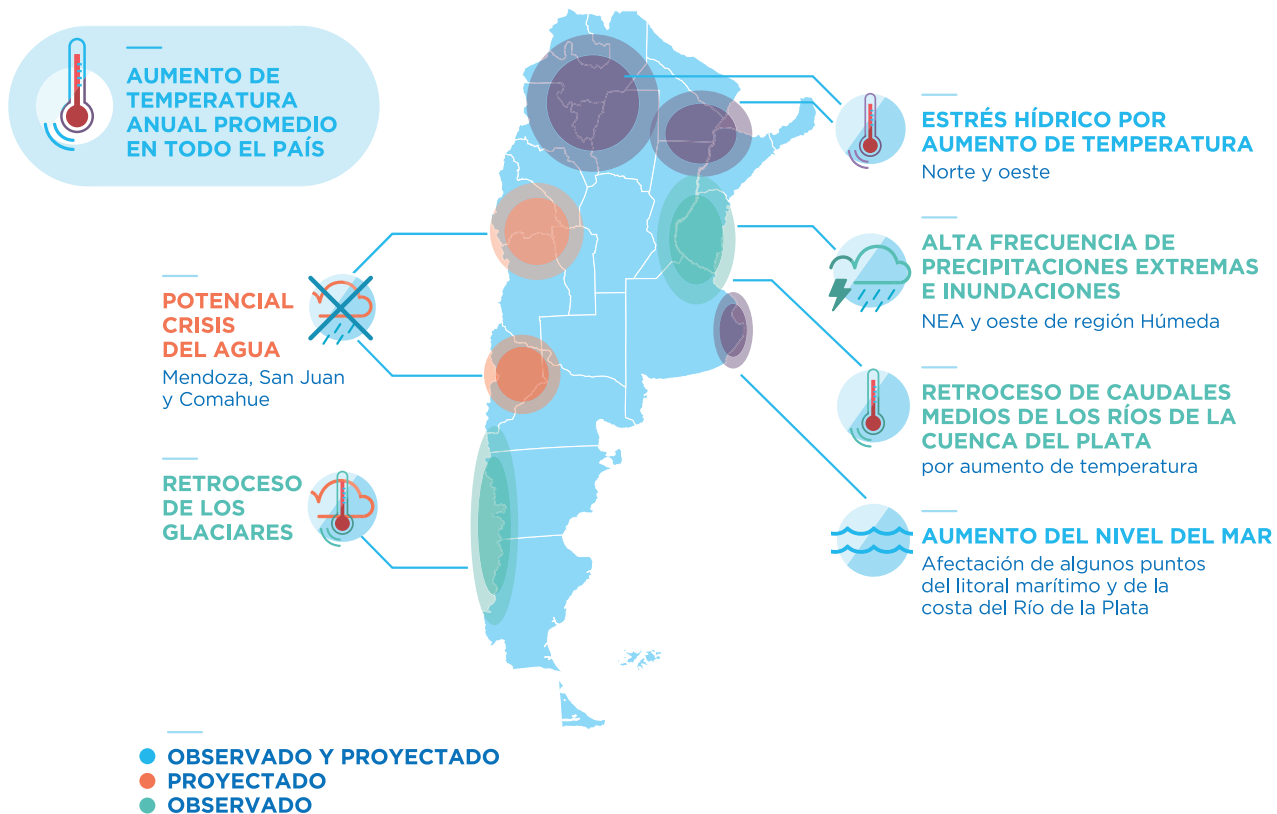 AUMENTO DE
TEMPERATURA
ANUAL PROMEDIO
EN TODO EL PAÍS
POTENCIAL
CRISIS
DEL AGUA
Mendoza, San Juan
y Comahue
RETROCESO
DE LOS
GLACIARES
ESTRÉS HÍDRICO POR
AUMENTO DE TEMPERATURA
Norte y oeste
ALTA FRECUENCIA DE
PRECIPITACIONES EXTREMAS
E INUNDACIONES
NEA y oeste de región Húmeda
RETROCESO DE CAUDALES
MEDIOS DE LOS RÍOS DE LA
CUENCA DEL PLATA
por aumento de temperatura
AUMENTO DEL NIVEL DEL MAR
Afectación de algunos puntos
del litoral marítimo y de la
costa del Río de la Plata
OBSERVADO Y PROYECTADO
PROYECTADO
OBSERVADO